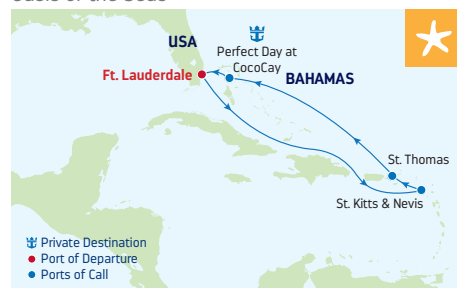 USA
Perfect Day at
CocoCay
Ft. Lauderdale
BAHAMAS
St. Thomas
St. Kitts & Nevis
Private Destination
Port of Departure
Ports of Call